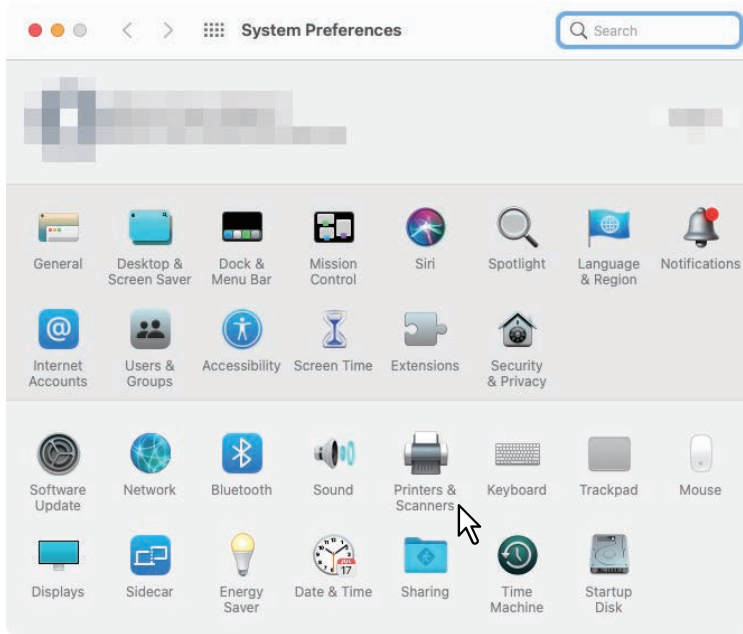 System Preferences
Search
General
Desktop &
Screen Saver
Dock &
Menu Bar
Mission
Control
Siri
Spotlight
Language
& Region
Notifications
Internet
Accounts
Users &
Groups
Accessibility
Screen Time
Extensions
Security
& Privacy
Software
Update
Network
Bluetooth
Sound
Printers &
Scanners
Keyboard
Trackpad
Mouse
Displays
Sidecar
Energy
Saver
JUL
17
Date & Time
Sharing
Time
Machine
Startup
Disk